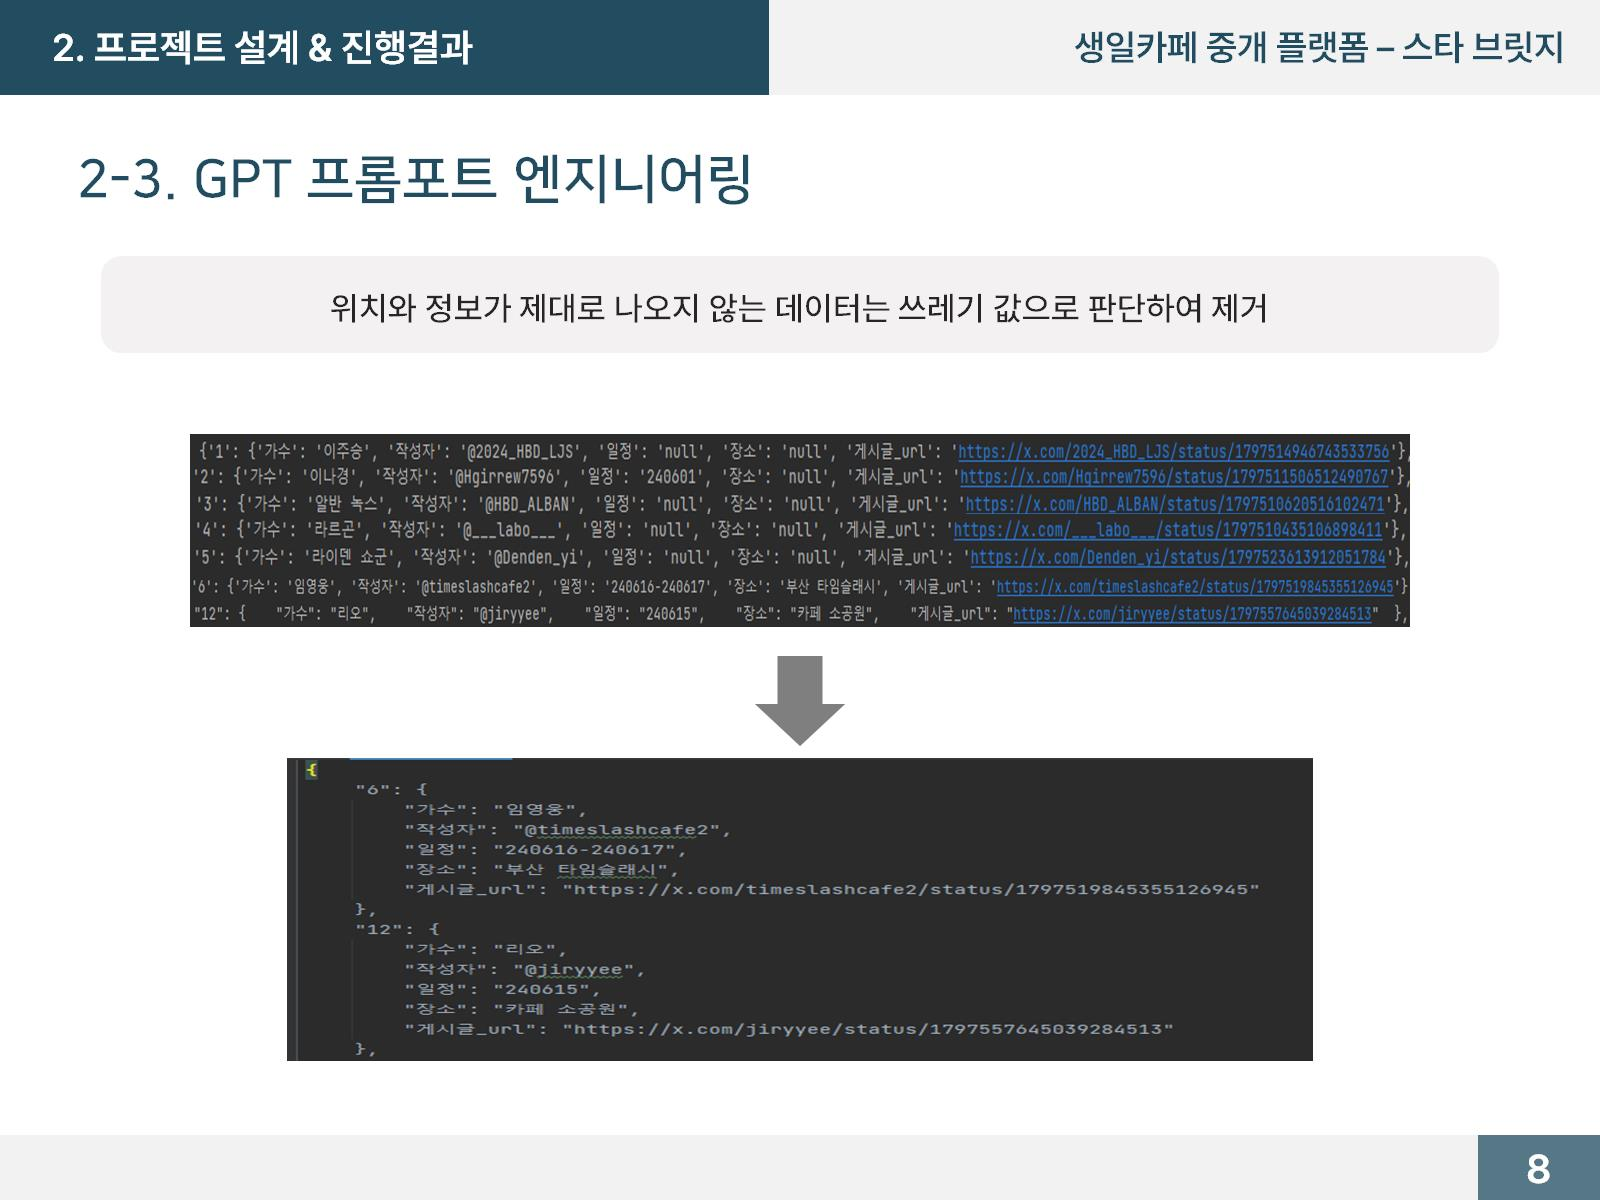 2. 프로젝트 설계 & 진행결과
생일카페 중개 플랫폼 – 스타 브릿지
2-3. GPT 프롬포트 엔지니어링
위치와 정보가 제대로 나오지 않는 데이터는 쓰레기 값으로 판단하여 제거
{'1': {'가수': '이주승', '작성자': '@2024_HBD_LJS', '일정': 'null', '장소': 'null', '게시글_url': 'https://x.com/2024_HBD_LJS/status/1797514946743533756'},
'2': {'가수': '이나경', '작성자': '@Hqirrew7596', '일정': '240601', '장소': 'null', '게시글_url': 'https://x.com/Hqirrew7596/status/1797511506512490767'},
'3': {'가수': '알반 녹스', '작성자': '@HBD_ALBAN', '일정': 'null', '장소': 'null', '게시글_url': 'https://x.com/HBD_ALBAN/status/1797510620516102471'},
'4': {'가수': '라르곤', '작성자': '@___labo___', '일정': 'null', '장소': 'null', '게시글_url': 'https://x.com/___labo___/status/1797510435106898411'},
'5': {'가수': '라이덴 쇼군', '작성자': '@Denden_yi', '일정': 'null', '장소': 'null', '게시글_url': 'https://x.com/Denden_yi/status/1797523613912051784'},
'6': {'가수': '임영웅', '작성자': '@timeslashcafe2', '일정': '240616-240617', '장소': '부산 타임슬래시', '게시글_url': 'https://x.com/timeslashcafe2/status/1797519845355126945'}
"12": { "가수": "리오", "작성자": "@jiryyee", "일정": "240615", "장소": "카페 소공원", "게시글_url": "https://x.com/jiryyee/status/1797557645039284513" },
{
"6": {
"가수": "임영웅",
"작성자": "@timeslashcafe2",
"일정": "240616-240617",
"장소": "부산 타임슬래시",
"게시글_url": "https://x.com/timeslashcafe2/status/1797519845355126945"
},
"12": {
"가수": "리오",
"작성자": "@jiryyee",
"일정": "240615",
"장소": "카페 소공원",
"게시글_url": "https://x.com/jiryyee/status/1797557645039284513"
},
8